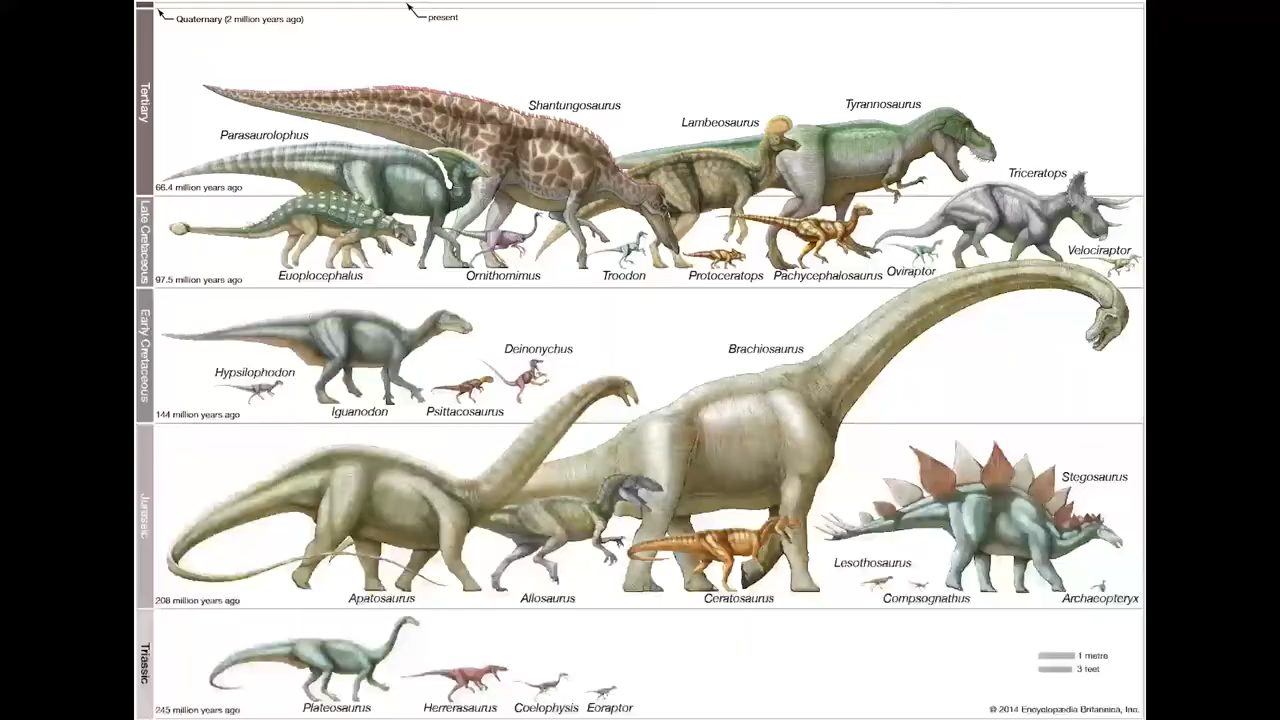 Quaternary (2 million years ago)
present
Tertiary
Shantungosaurus
Tyrannosaurus
Lambeosaurus
Parasaurolophus
Triceratops
66.4 million years ago
Late Cretaceous
Velociraptor
Euoplocephalus
Ornithomimus
Troodon
Protoceratops
Pachycephalosaurus
Oviraptor
97.5 million years ago
Early Cretaceous
Deinonychus
Brachiosaurus
Hypsilophodon
Iguanodon
Psittacosaurus
144 million years ago
Jurassic
Stegosaurus
Lesothosaurus
Apatosaurus
Allosaurus
Ceratosaurus
Compsognathus
Archaeopteryx
208 million years ago
Triassic
1 metre
3 feet
Plateosaurus
Herrerasaurus
Coelophysis
Eoraptor
245 million years ago
© 2014 Encyclopædia Britannica, Inc.